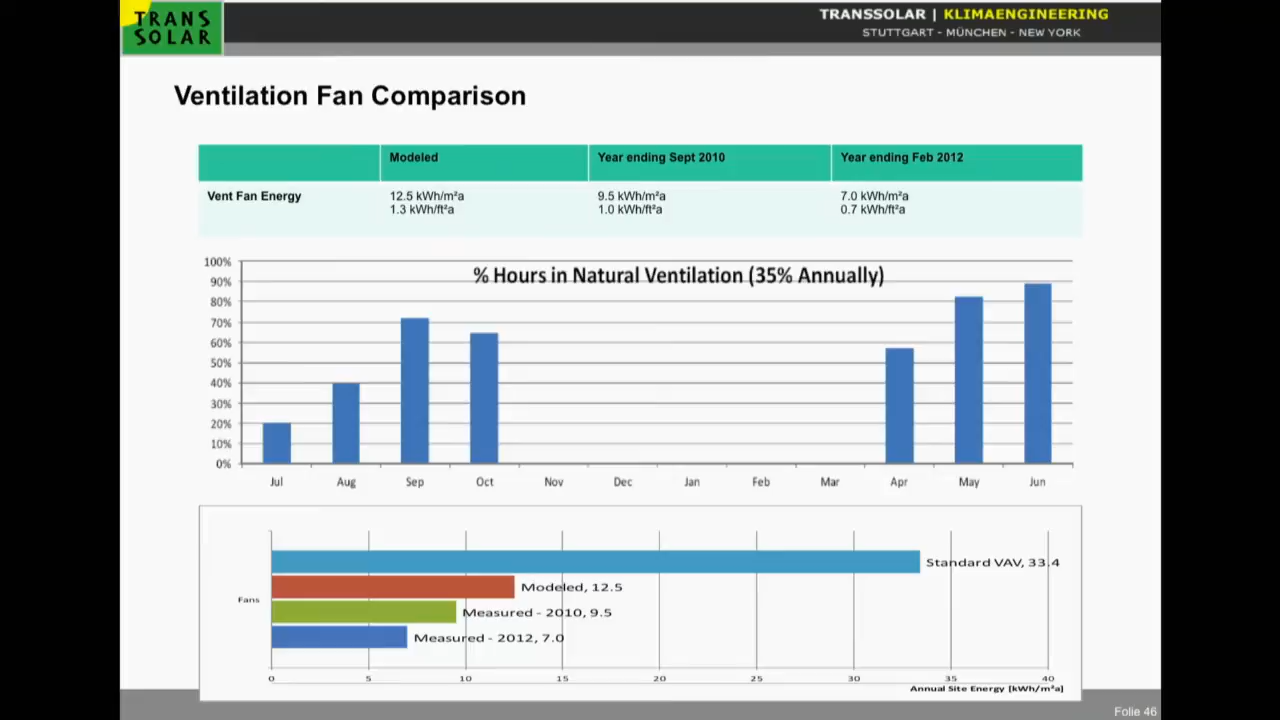 TRANS
SOLAR
TRANSSOLAR | KLIMAENGINEERING
STUTTGART - MÜNCHEN - NEW YORK
Ventilation Fan Comparison
Modeled Year ending Sept 2010 Year ending Feb 2012
Vent Fan Energy 12.5 kWh/m²a 9.5 kWh/m²a 7.0 kWh/m²a
1.3 kWh/ft²a 1.0 kWh/ft²a 0.7 kWh/ft²a
% Hours in Natural Ventilation (35% Annually)
100%
90%
80%
70%
60%
50%
40%
30%
20%
10%
0%
Jul Aug Sep Oct Nov Dec Jan Feb Mar Apr May Jun
Standard VAV, 33.4
Modeled, 12.5
Fans
Measured - 2010, 9.5
Measured - 2012, 7.0
0 5 10 15 20 25 30 35 40
Annual Site Energy [kWh/m²a]
Folie 46